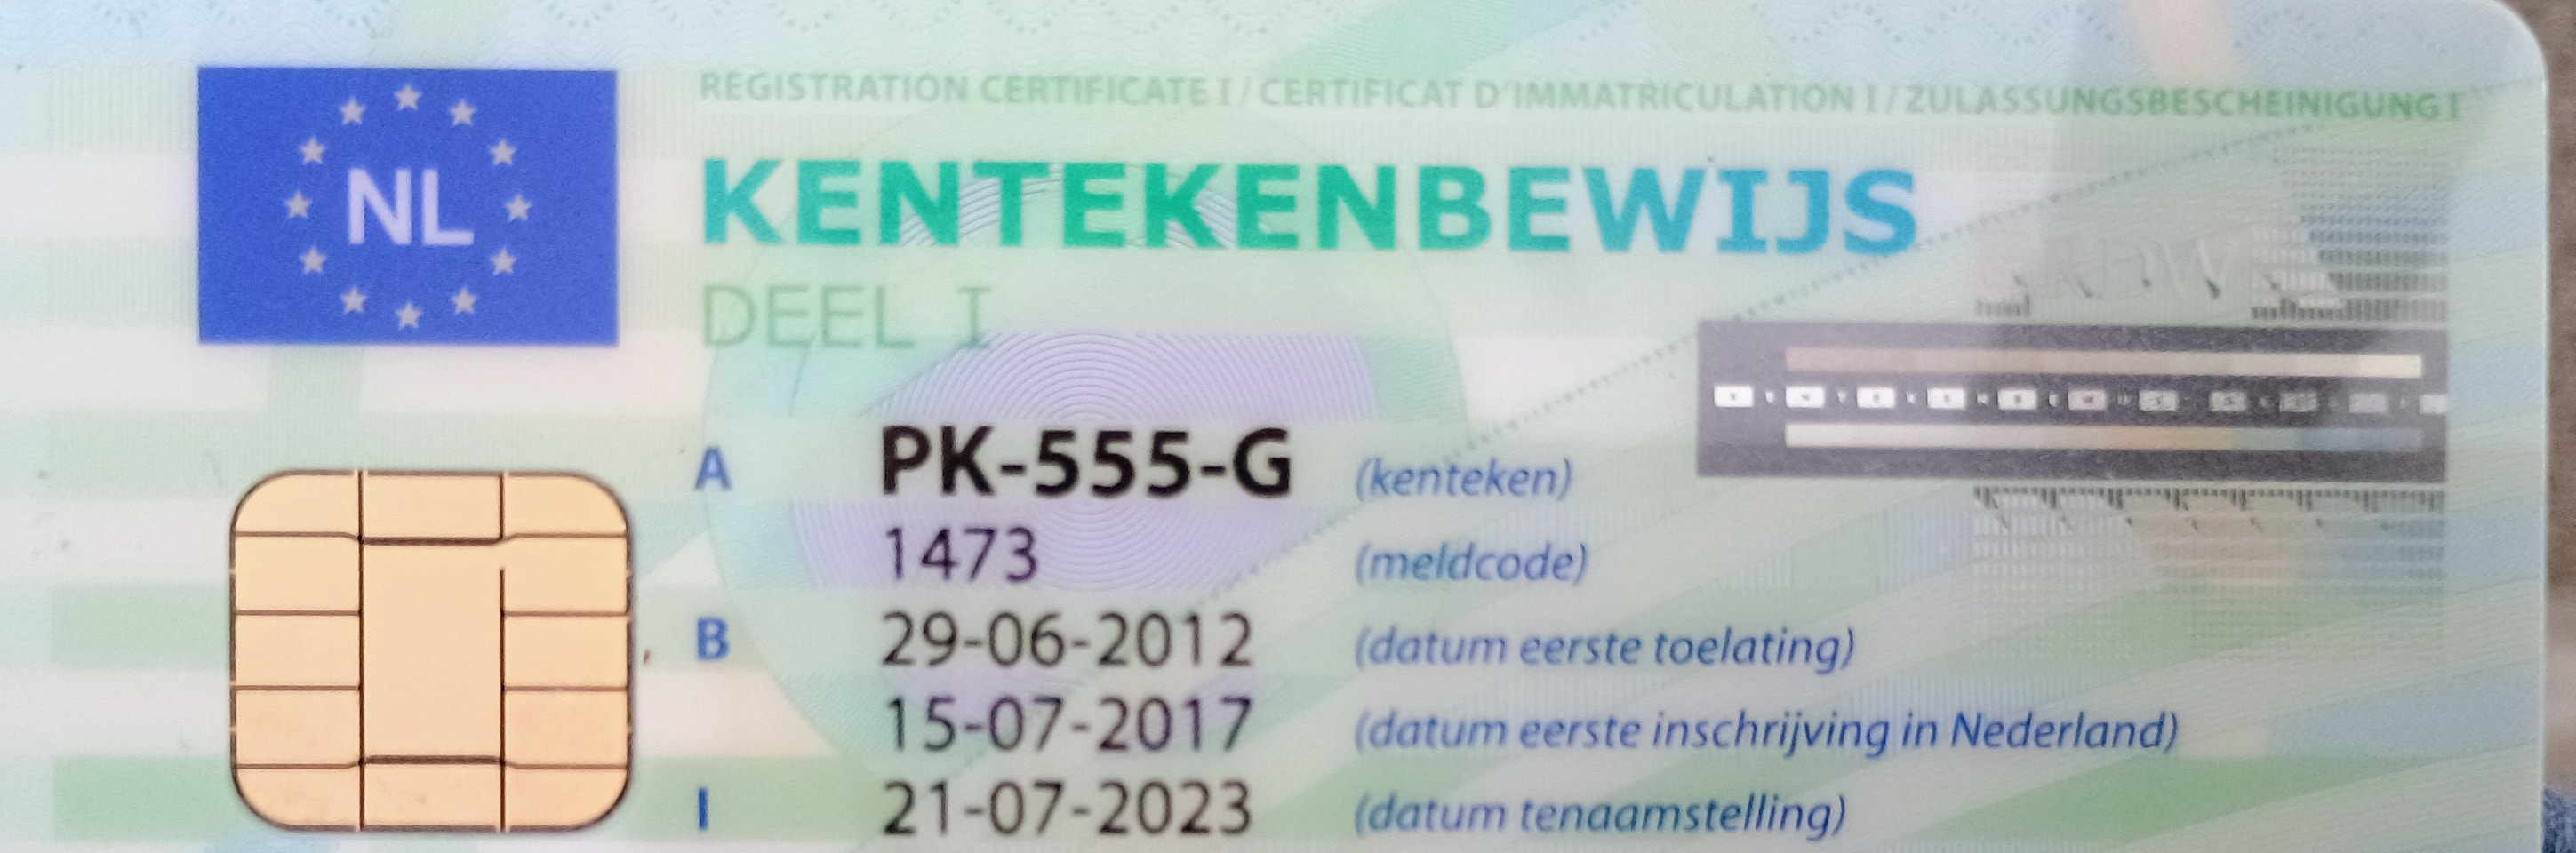 REGISTRATION CERTIFICATE I / CERTIFICAT D'IMMATRICULATION I / ZULASSUNGSBESCHEINIGUNG I
NL
KENTEKENBEWIJS
DEEL I
A PK-555-G (kenteken)
1473 (meldcode)
B 29-06-2012 (datum eerste toelating)
15-07-2017 (datum eerste inschrijving in Nederland)
I 21-07-2023 (datum tenaamstelling)